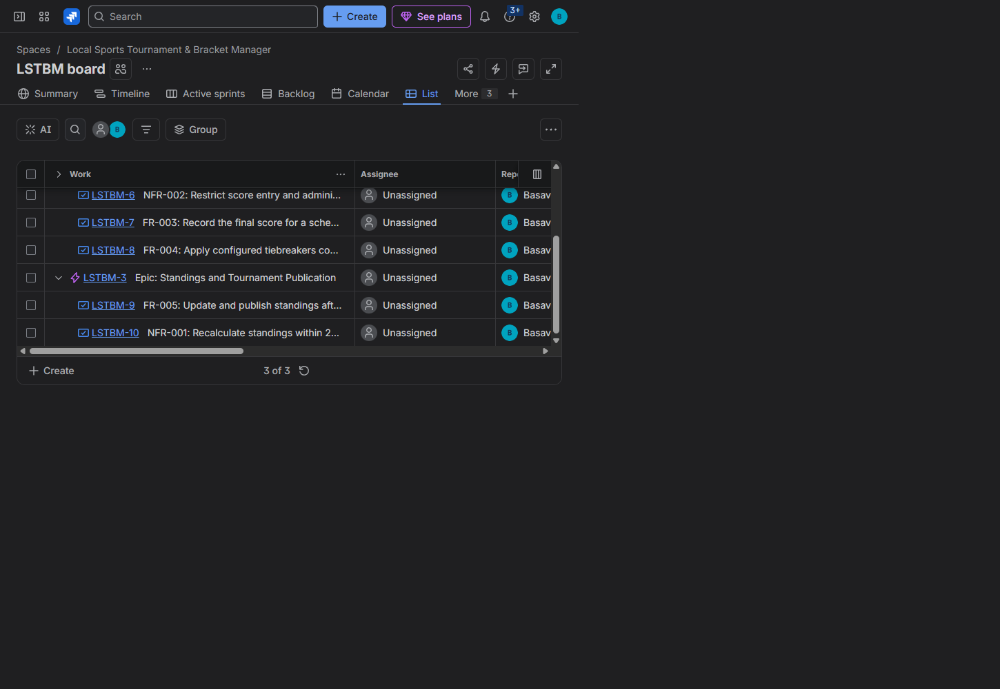 Search
Create
See plans
3+
B
Spaces / Local Sports Tournament & Bracket Manager
LSTBM board
Summary
Timeline
Active sprints
Backlog
Calendar
List
More 3
AI
B
Group
Work
Assignee
Rep
LSTBM-6 NFR-002: Restrict score entry and admini... Unassigned B Basav
LSTBM-7 FR-003: Record the final score for a sche... Unassigned B Basav
LSTBM-8 FR-004: Apply configured tiebreakers co... Unassigned B Basav
LSTBM-3 Epic: Standings and Tournament Publication Unassigned B Basav
LSTBM-9 FR-005: Update and publish standings aft... Unassigned B Basav
LSTBM-10 NFR-001: Recalculate standings within 2... Unassigned B Basav
Create
3 of 3